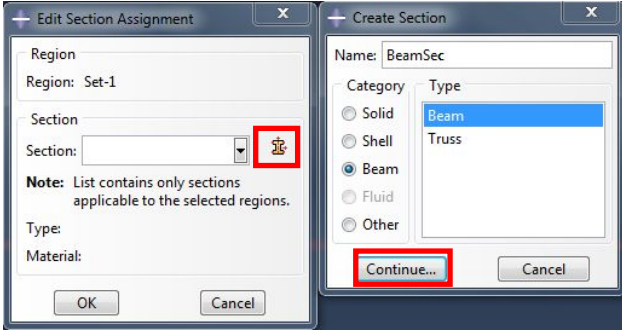 Edit Section Assignment
X
Region
Region: Set-1
Section
Section:
Note: List contains only sections
applicable to the selected regions.
Type:
Material:
OK
Cancel
Create Section
X
Name: BeamSec
Category
Type
Solid
Shell
Beam
Fluid
Other
Beam
Truss
Continue...
Cancel